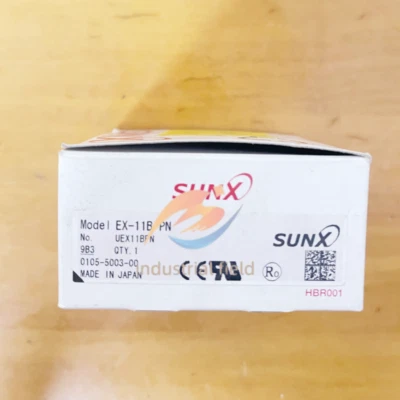 SUNX
Model EX-11B-PN
No. UEX11BPN
9B3 QTY.1
0105-5003-00
MADE IN JAPAN
SUNX
HBR001
Industrial field